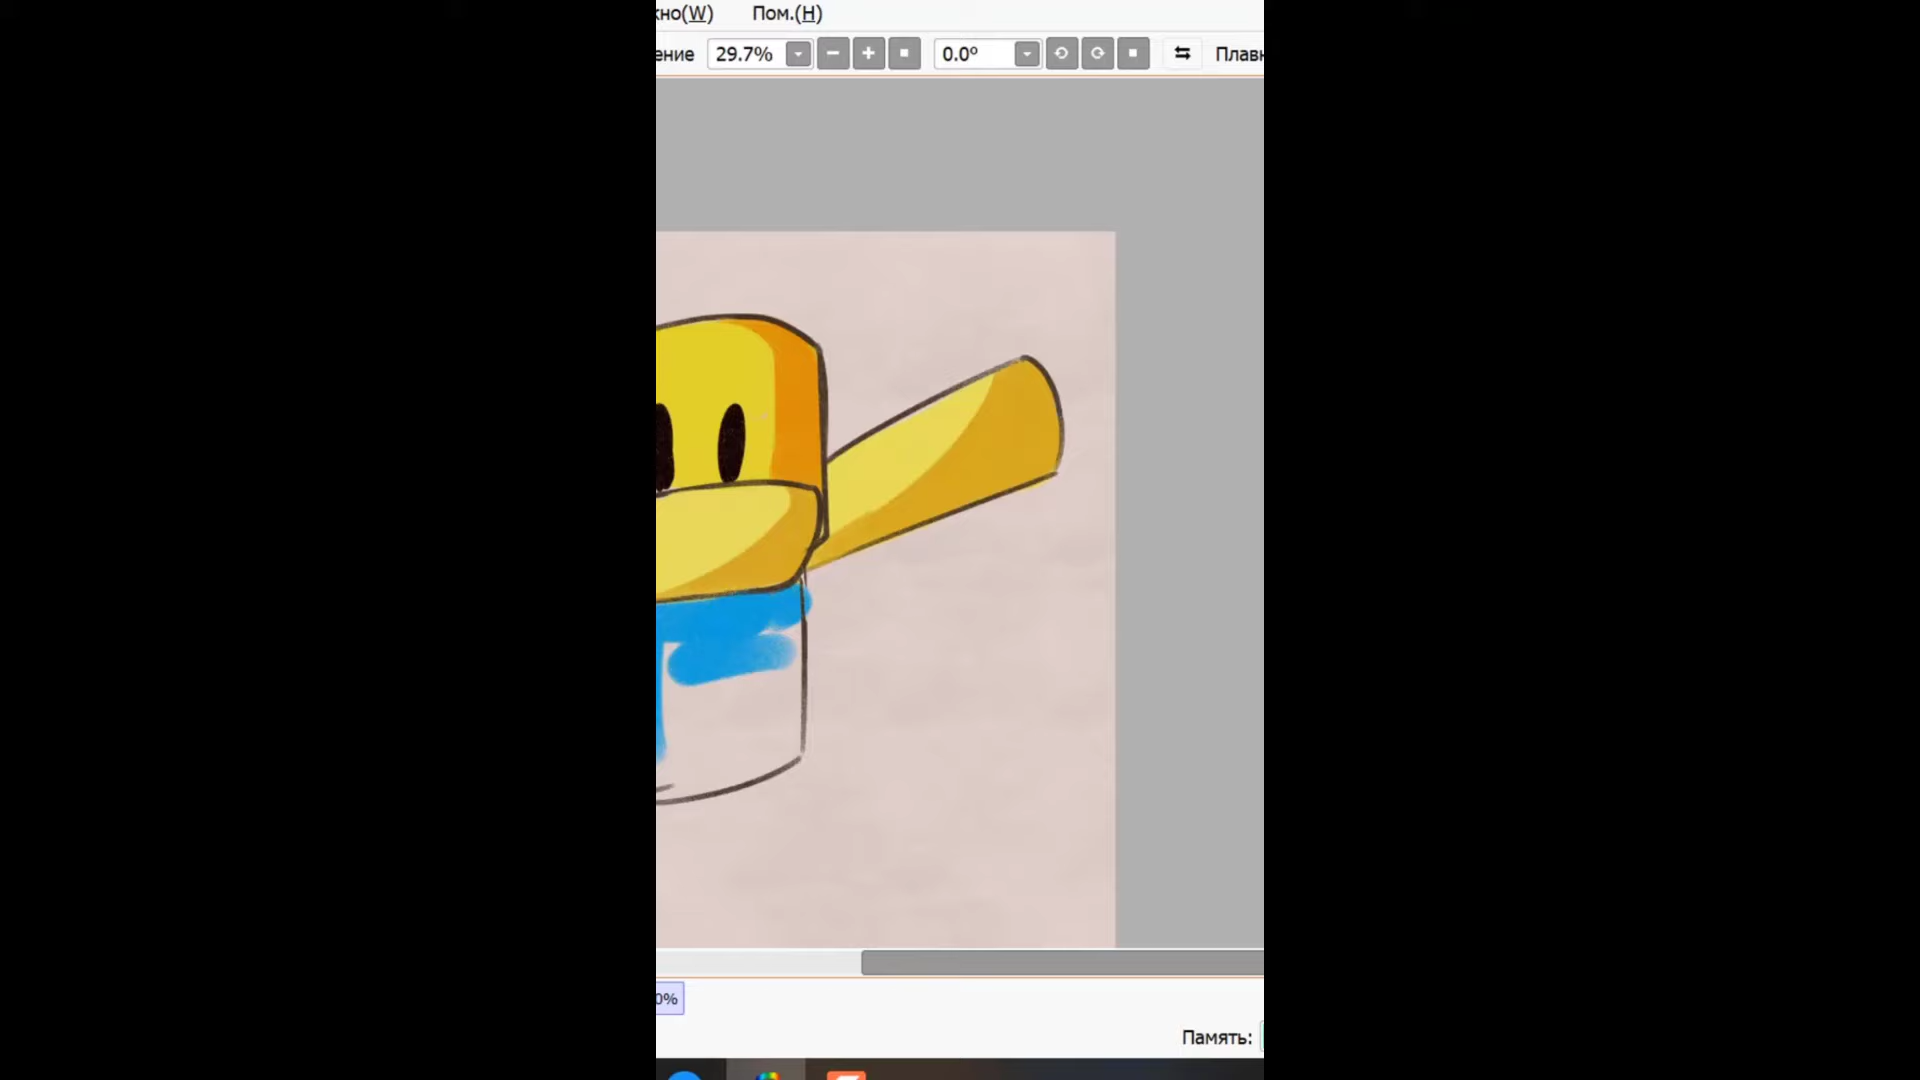 кно(W) Пом.(H)
ение 29.7% 0.0° Плавн
0%
Память: